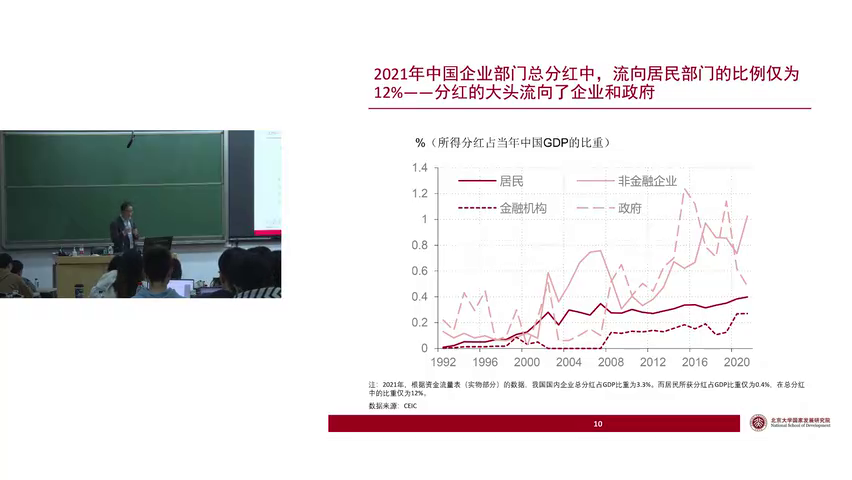 2021年中国企业部门总分红中，流向居民部门的比例仅为
12%——分红的大头流向了企业和政府
%（所得分红占当年中国GDP的比重）
1.4
1.2
1
0.8
0.6
0.4
0.2
0
居民
非金融企业
金融机构
政府
1992 1996 2000 2004 2008 2012 2016 2020
注：2021年，根据资金流量表（实物部分）的数据，我国国内企业总分红占GDP比重为3.3%。而居民所获分红占GDP比重仅为0.4%，在总分红
中的比重仅为12%。
数据来源：CEIC
10
北京大学国家发展研究院
National School of Development